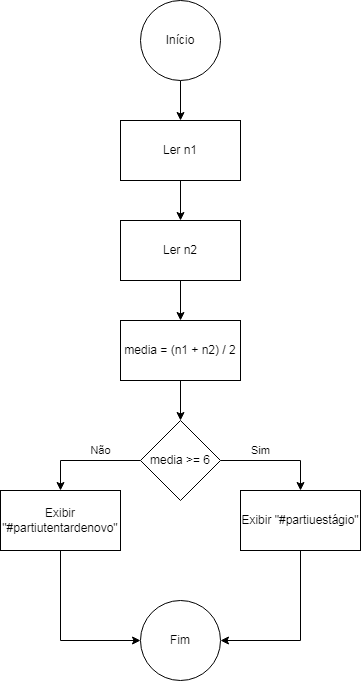 Início
Ler n1
Ler n2
media = (n1 + n2) / 2
media >= 6
Não
Sim
Exibir
"#partiutentardenovo"
Exibir "#partiuestágio"
Fim